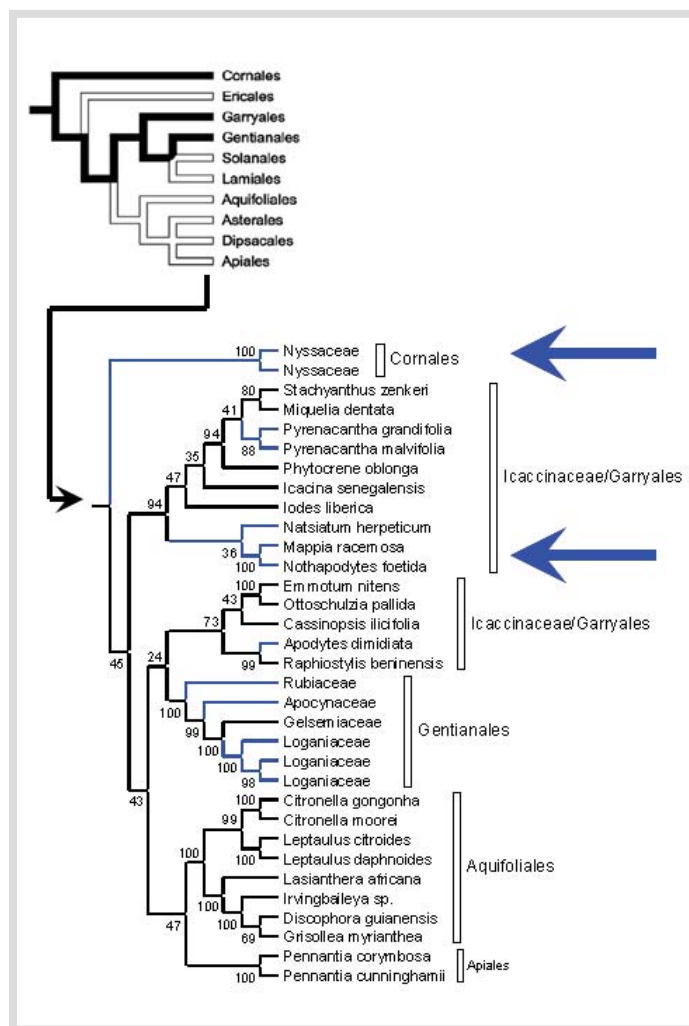 Cornales
Ericales
Garryales
Gentianales
Solanales
Lamiales
Aquifoliales
Asterales
Dipsacales
Apiales
100 Nyssaceae
Nyssaceae
Cornales
80 Stachyanthus zenkeri
41 Miquelia dentata
94 Pyrenacantha grandifolia
88 Pyrenacantha malvifolia
35 Phytocrene oblonga
47 Icacina senegalensis
94 Iodes liberica
Natsiatum herpeticum
36 Mappia racemosa
100 Nothapodytes foetida
Icaccinaceae/Garryales
100 Emmotum nitens
43 Ottoschulzia pallida
73 Cassinopsis ilicifolia
Apodytes dimidiata
99 Raphiostylis beninensis
Icaccinaceae/Garryales
45
24
100 Rubiaceae
99 Apocynaceae
100 Gelsemiaceae
100 Loganiaceae
Loganiaceae
98 Loganiaceae
Gentianales
43
100 Citronella gongonha
99 Citronella moorei
Leptaulus citroides
100 Leptaulus daphnoides
100 Lasianthera africana
100 Irvingbaileya sp.
100 Discophora guianensis
69 Grisollea myrianthea
Aquifoliales
47
Pennantia corymbosa
100 Pennantia cunninghamii
Apiales